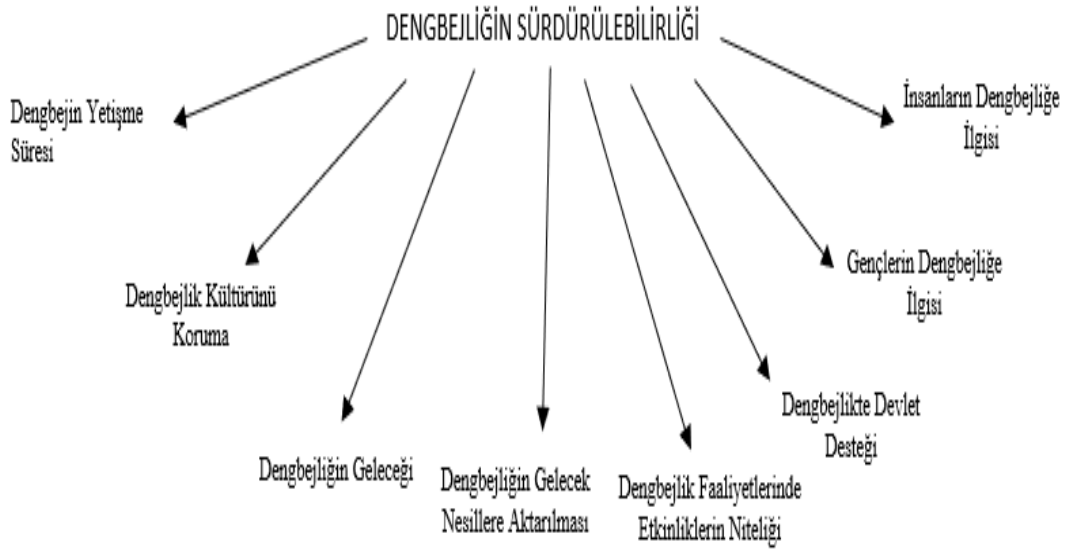 DENGBEJLİĞİN SÜRDÜRÜLEBİLİRLİĞİ
Dengbejin Yetişme
Süresi
Dengbejlik Kültürünü
Koruma
Dengbejliğin Geleceği
Dengbejliğin Gelecek
Nesillere Aktarılması
Dengbejlik Faaliyetlerinde
Etkinliklerin Niteliği
Dengbejlikte Devlet
Desteği
Gençlerin Dengbejliğe
İlgisi
İnsanların Dengbejliğe
İlgisi